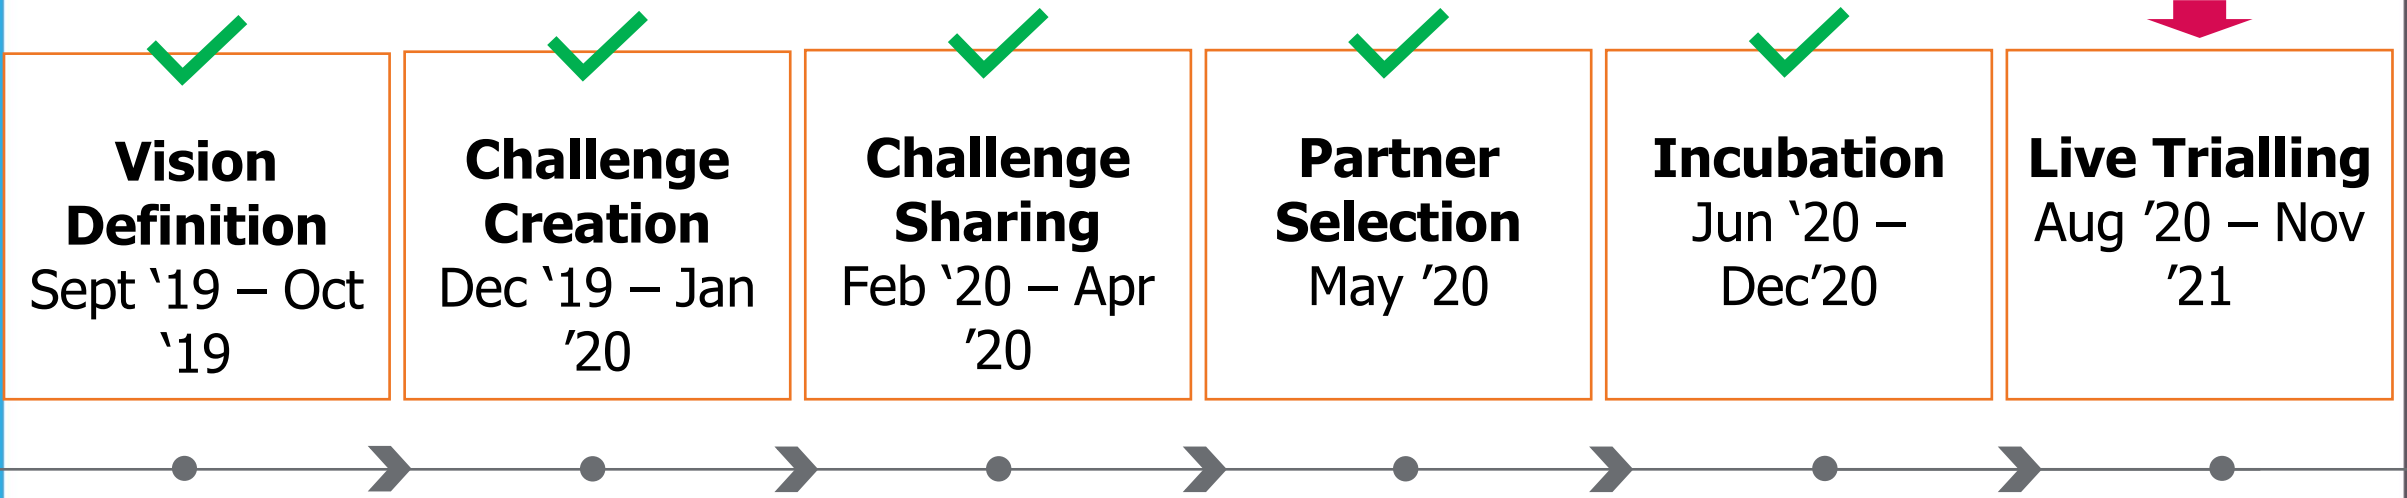 Vision
Definition
Sept ‘19 – Oct
‘19
Challenge
Creation
Dec ‘19 – Jan
’20
Challenge
Sharing
Feb ‘20 – Apr
’20
Partner
Selection
May ’20
Incubation
Jun ‘20 –
Dec’20
Live Trialling
Aug ’20 – Nov
’21